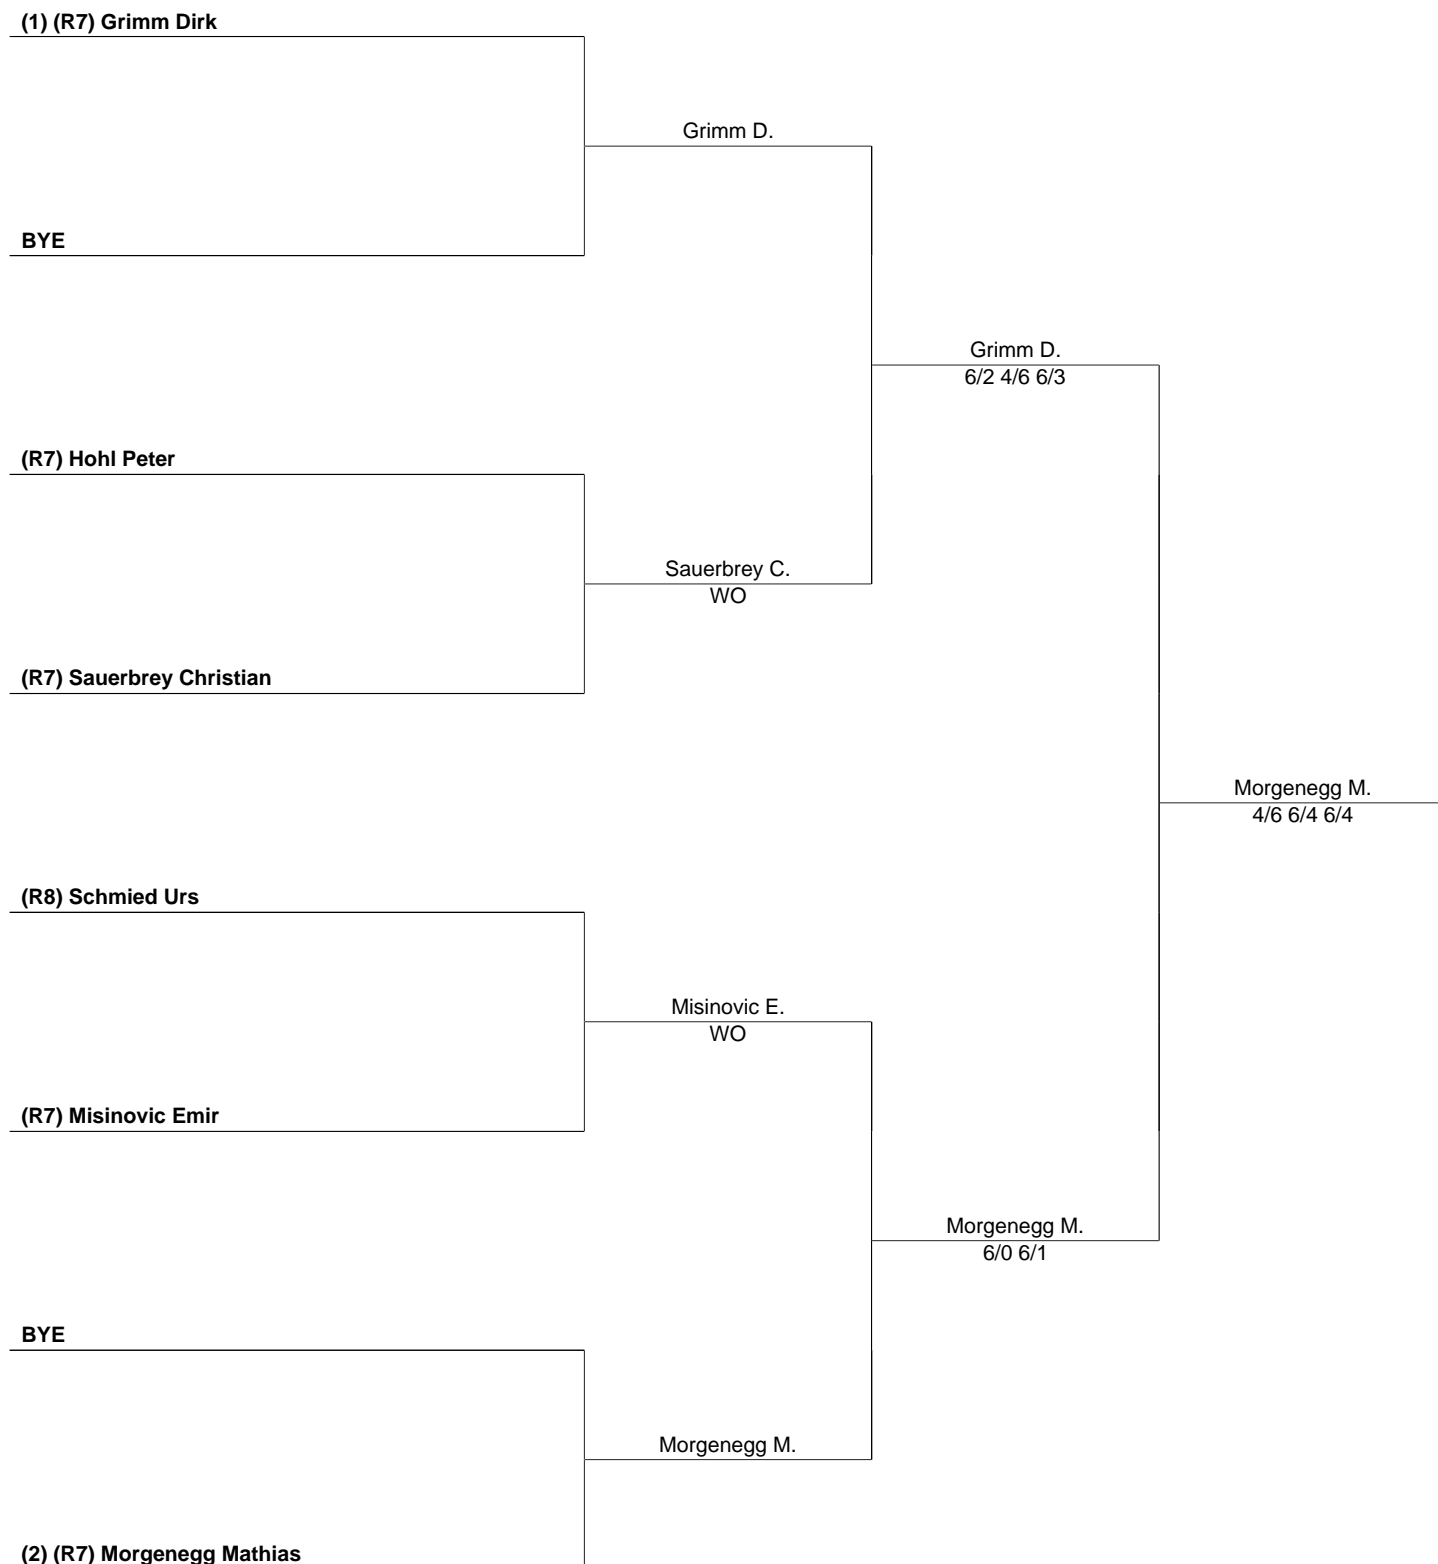 (1) (R7) Grimm Dirk
Grimm D.
BYE
Grimm D.
6/2 4/6 6/3
(R7) Hohl Peter
Sauerbrey C.
WO
(R7) Sauerbrey Christian
Morgenegg M.
4/6 6/4 6/4
(R8) Schmied Urs
Misinovic E.
WO
(R7) Misinovic Emir
Morgenegg M.
6/0 6/1
BYE
Morgenegg M.
(2) (R7) Morgenegg Mathias